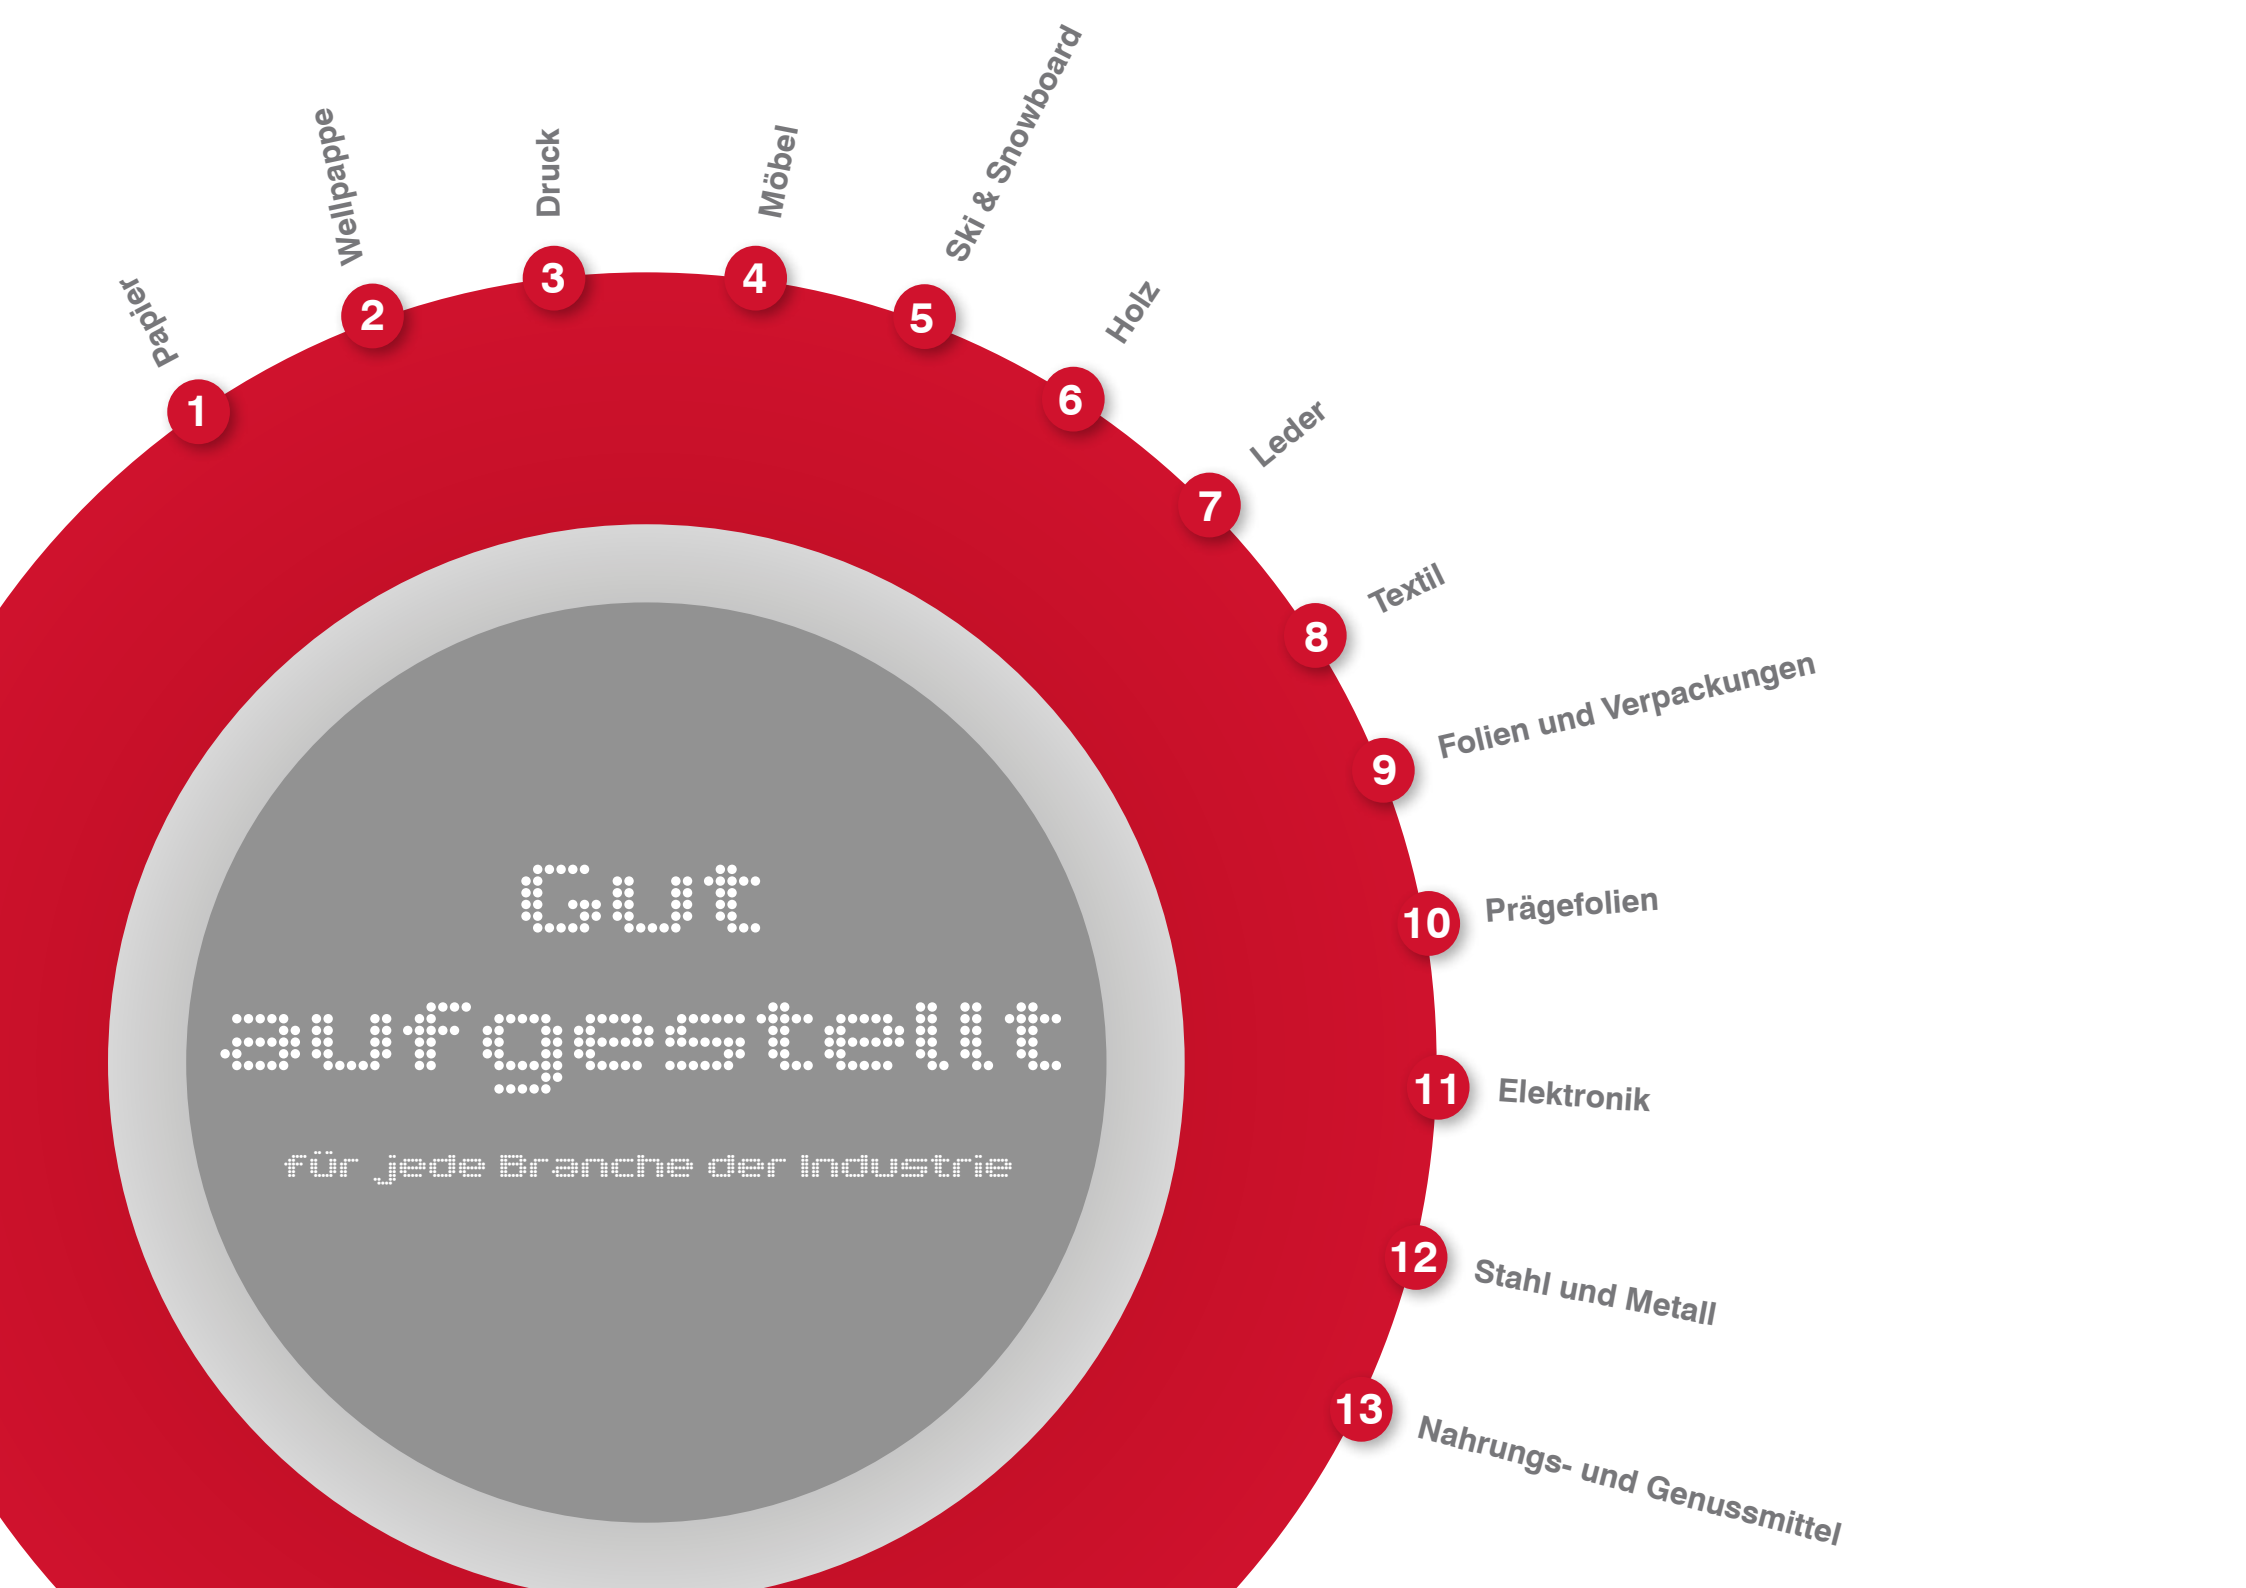 1 Papier
2 Wellpappe
3 Druck
4 Möbel
5 Ski & Snowboard
6 Holz
7 Leder
8 Textil
9 Folien und Verpackungen
10 Prägefolien
11 Elektronik
12 Stahl und Metall
13 Nahrungs- und Genussmittel
Gut
aufgestellt
für jede Branche der Industrie